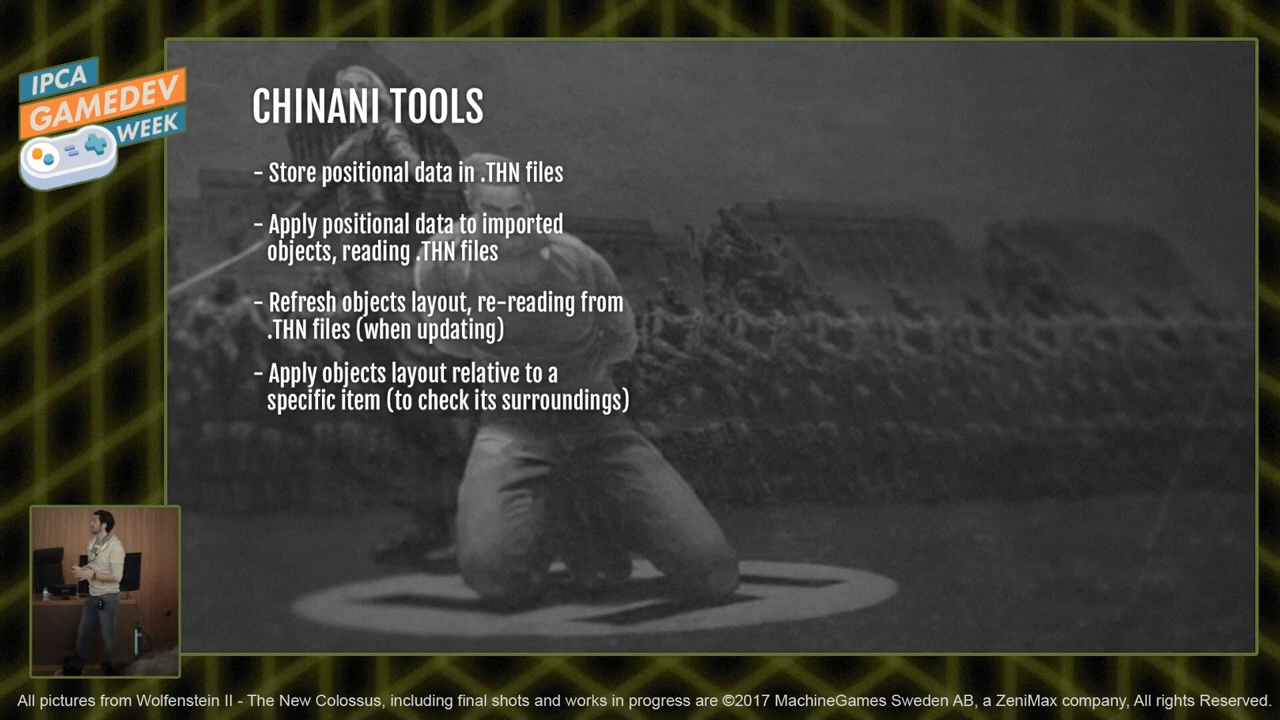 IPCA
GAMEDEV
WEEK
CHINANI TOOLS
- Store positional data in .THN files
- Apply positional data to imported
objects, reading .THN files
- Refresh objects layout, re-reading from
.THN files (when updating)
- Apply objects layout relative to a
specific item (to check its surroundings)
All pictures from Wolfenstein II - The New Colossus, including final shots and works in progress are ©2017 MachineGames Sweden AB, a ZeniMax company, All rights Reserved.